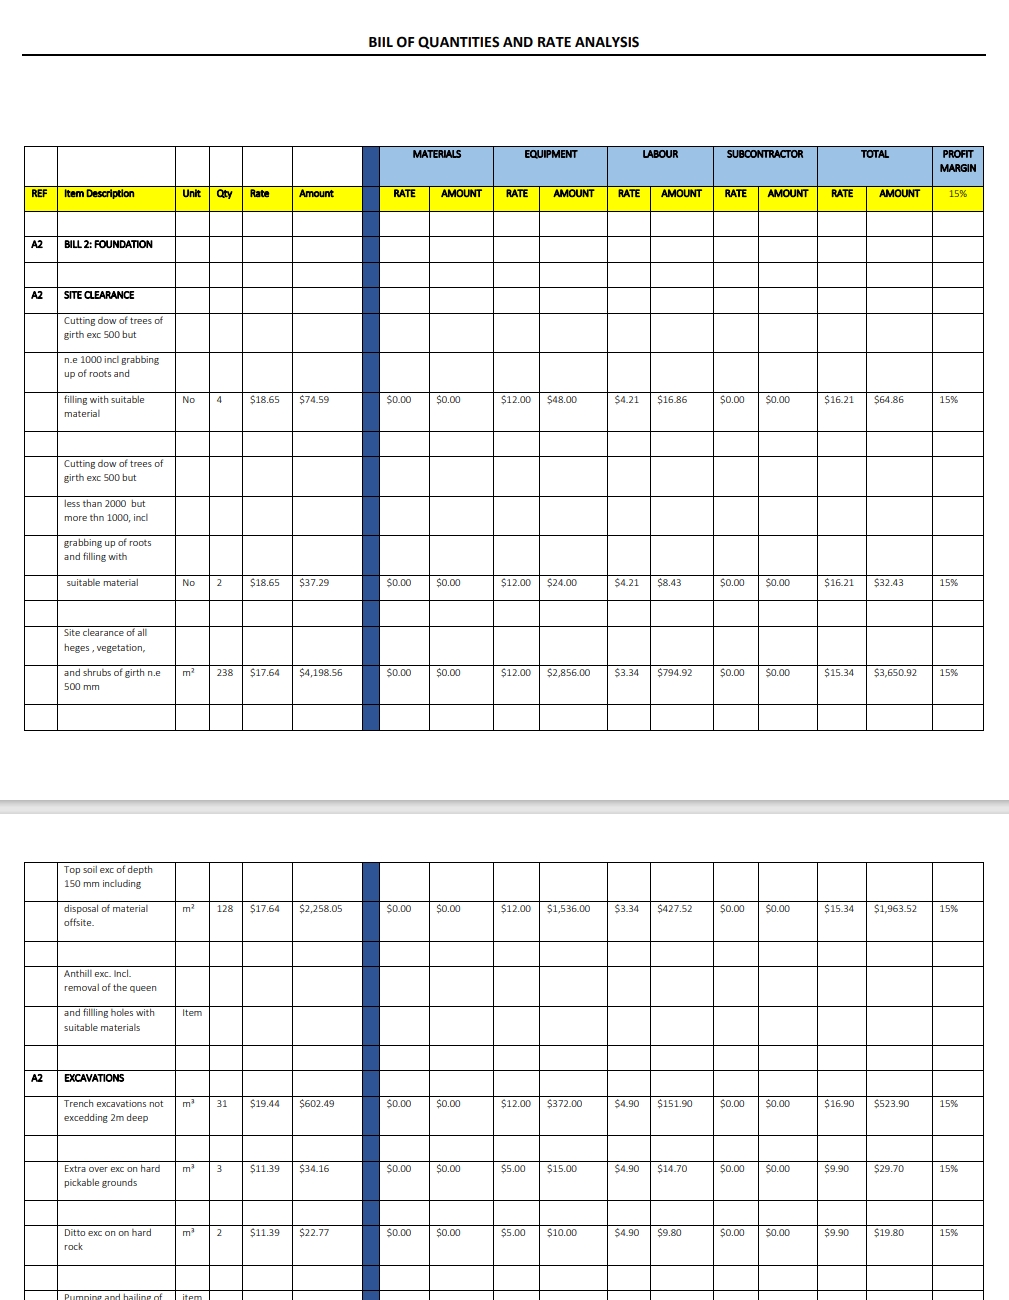 BIIL OF QUANTITIES AND RATE ANALYSIS
MATERIALS EQUIPMENT LABOUR SUBCONTRACTOR TOTAL PROFIT
MARGIN
REF Item Description Unit Qty Rate Amount RATE AMOUNT RATE AMOUNT RATE AMOUNT RATE AMOUNT RATE AMOUNT 15%
A2 BILL 2: FOUNDATION
A2 SITE CLEARANCE
Cutting dow of trees of
girth exc 500 but
n.e 1000 incl grabbing
up of roots and
filling with suitable No 4 $18.65 $74.59 $0.00 $0.00 $12.00 $48.00 $4.21 $16.86 $0.00 $0.00 $16.21 $64.86 15%
material
Cutting dow of trees of
girth exc 500 but
less than 2000 but
more thn 1000, incl
grabbing up of roots
and filling with
suitable material No 2 $18.65 $37.29 $0.00 $0.00 $12.00 $24.00 $4.21 $8.43 $0.00 $0.00 $16.21 $32.43 15%
Site clearance of all
heges , vegetation,
and shrubs of girth n.e m² 238 $17.64 $4,198.56 $0.00 $0.00 $12.00 $2,856.00 $3.34 $794.92 $0.00 $0.00 $15.34 $3,650.92 15%
500 mm
Top soil exc of depth
150 mm including
disposal of material m² 128 $17.64 $2,258.05 $0.00 $0.00 $12.00 $1,536.00 $3.34 $427.52 $0.00 $0.00 $15.34 $1,963.52 15%
offsite.
Anthill exc. Incl.
removal of the queen
and fillling holes with Item
suitable materials
A2 EXCAVATIONS
Trench excavations not m³ 31 $19.44 $602.49 $0.00 $0.00 $12.00 $372.00 $4.90 $151.90 $0.00 $0.00 $16.90 $523.90 15%
excedding 2m deep
Extra over exc on hard m³ 3 $11.39 $34.16 $0.00 $0.00 $5.00 $15.00 $4.90 $14.70 $0.00 $0.00 $9.90 $29.70 15%
pickable grounds
Ditto exc on on hard m³ 2 $11.39 $22.77 $0.00 $0.00 $5.00 $10.00 $4.90 $9.80 $0.00 $0.00 $9.90 $19.80 15%
rock
Pumping and bailing of item